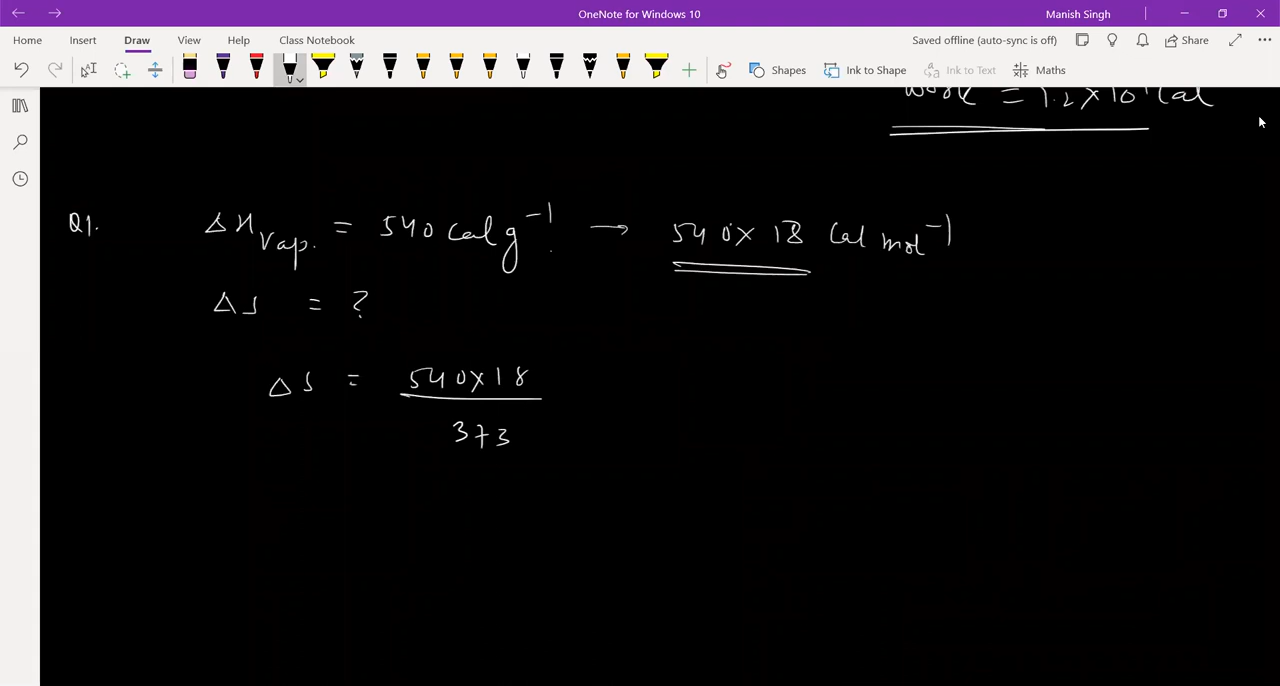 OneNote for Windows 10
Manish Singh
Home Insert Draw View Help Class Notebook
Saved offline (auto-sync is off) Share
Shapes Ink to Shape Ink to Text Maths
Q1. ΔH Vap. = 540 cal g⁻¹ → 540 × 18 Cal mol⁻¹
ΔS = ?
ΔS = 540 × 18
373